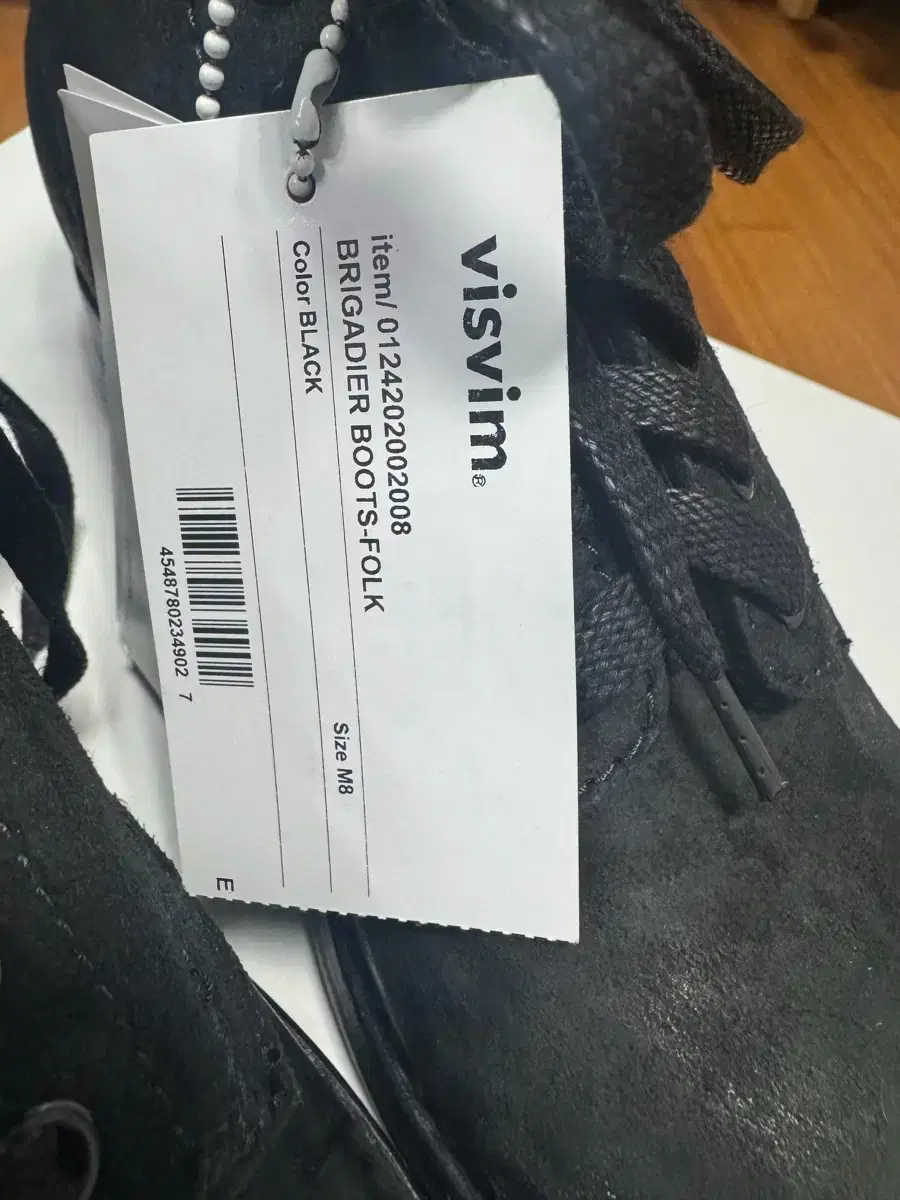 visvim®
item/ 0124202002008
BRIGADIER BOOTS-FOLK
Size M8
Color BLACK
4548780234902 7
E